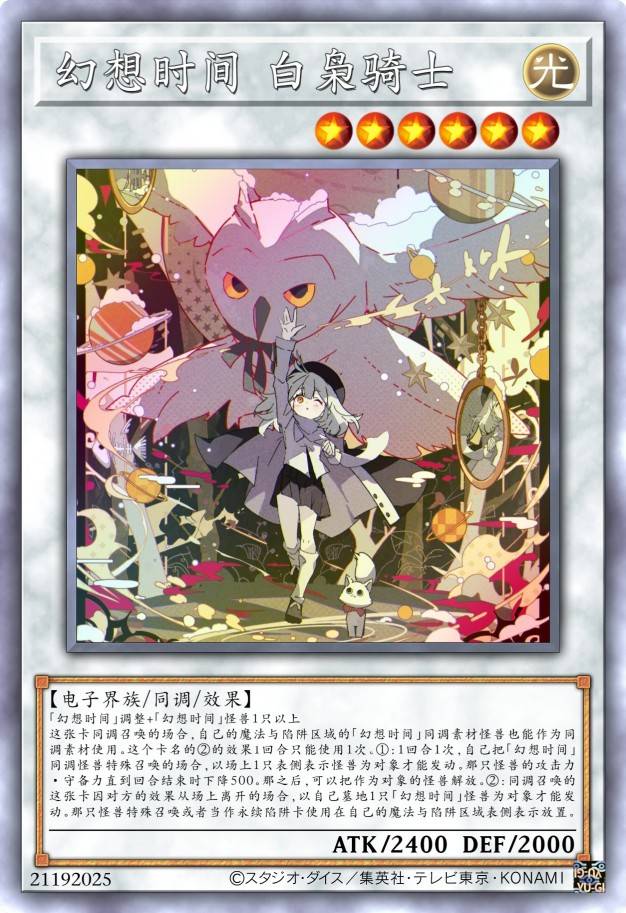 幻想时间 白枭骑士
光
【电子界族/同调/效果】
「幻想时间」调整+「幻想时间」怪兽1只以上
这张卡同调召唤的场合,自己的魔法与陷阱区域的「幻想时间」同调素材怪兽也能作为同
调素材使用。这个卡名的②的效果1回合只能使用1次。①:1回合1次,自己把「幻想时间」
同调怪兽特殊召唤的场合,以场上1只表侧表示怪兽为对象才能发动。那只怪兽的攻击力
・守备力直到回合结束时下降500。那之后,可以把作为对象的怪兽解放。②:同调召唤的
这张卡因对方的效果从场上离开的场合,以自己墓地1只「幻想时间」怪兽为对象才能发
动。那只怪兽特殊召唤或者当作永续陷阱卡使用在自己的魔法与陷阱区域表侧表示放置。
ATK/2400 DEF/2000
21192025
©スタジオ・ダイス／集英社・テレビ東京・KONAMI